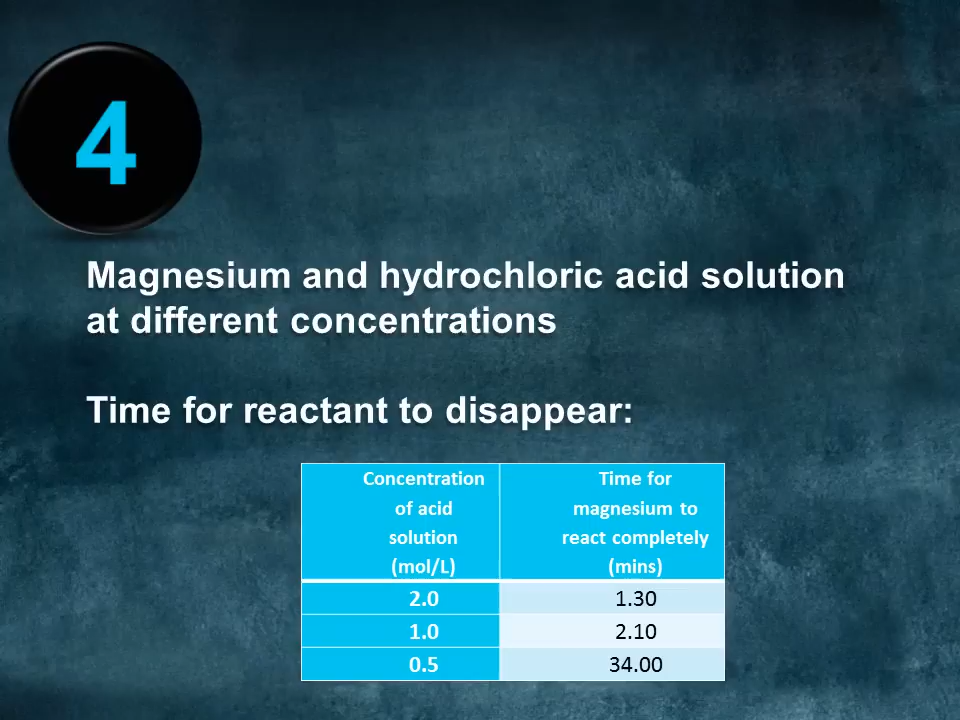 4
Magnesium and hydrochloric acid solution
at different concentrations
Time for reactant to disappear:
Concentration
of acid
solution
(mol/L)
Time for
magnesium to
react completely
(mins)
2.0 1.30
1.0 2.10
0.5 34.00